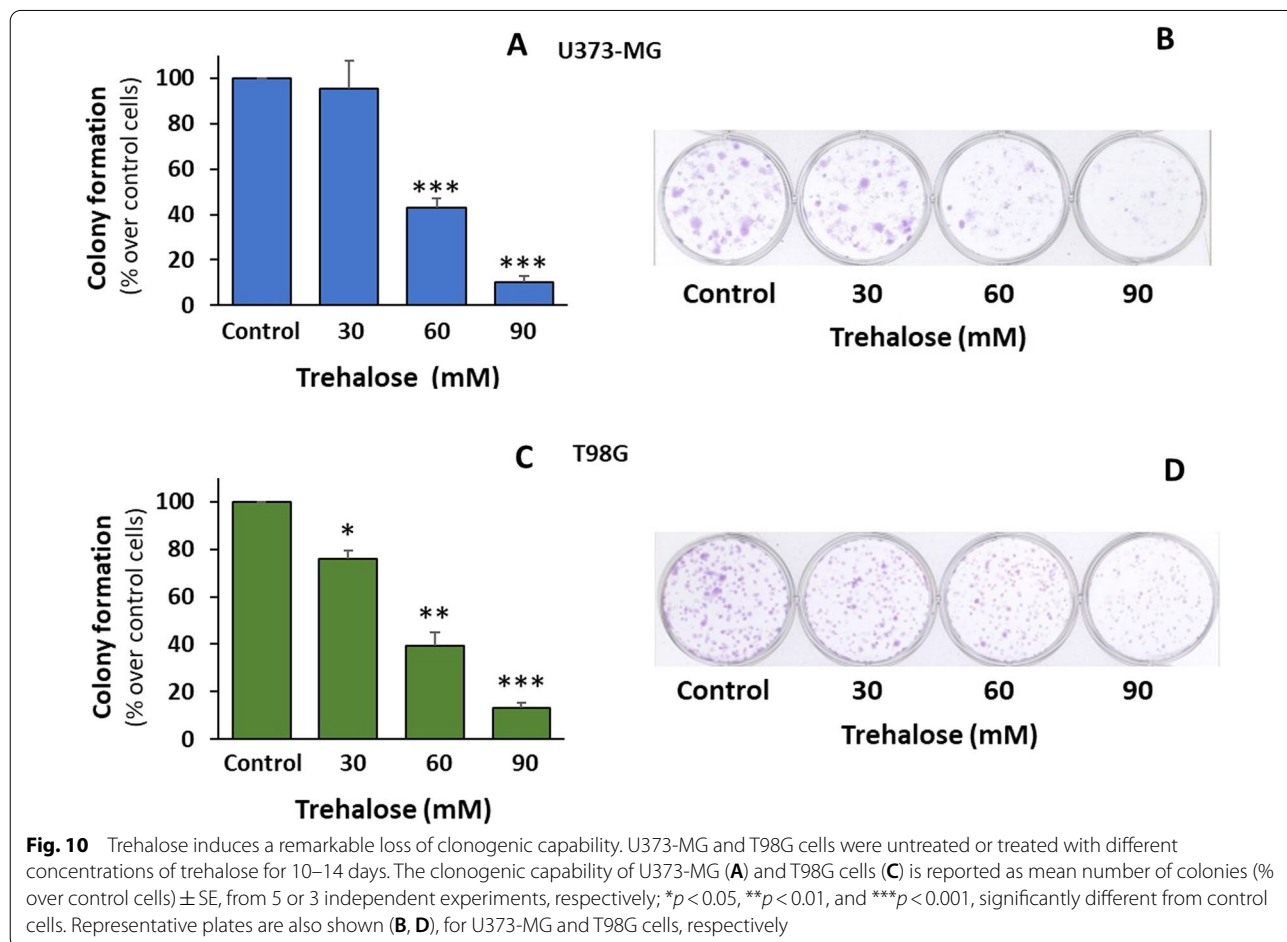 A U373-MG
B
Colony formation
(% over control cells)
100
80
60
40
20
0
***
***
Control 30 60 90
Trehalose (mM)
Control 30 60 90
Trehalose (mM)
C T98G
D
Colony formation
(% over control cells)
100
80
60
40
20
0
*
**
***
Control 30 60 90
Trehalose (mM)
Control 30 60 90
Trehalose (mM)
Fig. 10 Trehalose induces a remarkable loss of clonogenic capability. U373-MG and T98G cells were untreated or treated with different
concentrations of trehalose for 10–14 days. The clonogenic capability of U373-MG (A) and T98G cells (C) is reported as mean number of colonies (%
over control cells) ± SE, from 5 or 3 independent experiments, respectively; *p < 0.05, **p < 0.01, and ***p < 0.001, significantly different from control
cells. Representative plates are also shown (B, D), for U373-MG and T98G cells, respectively